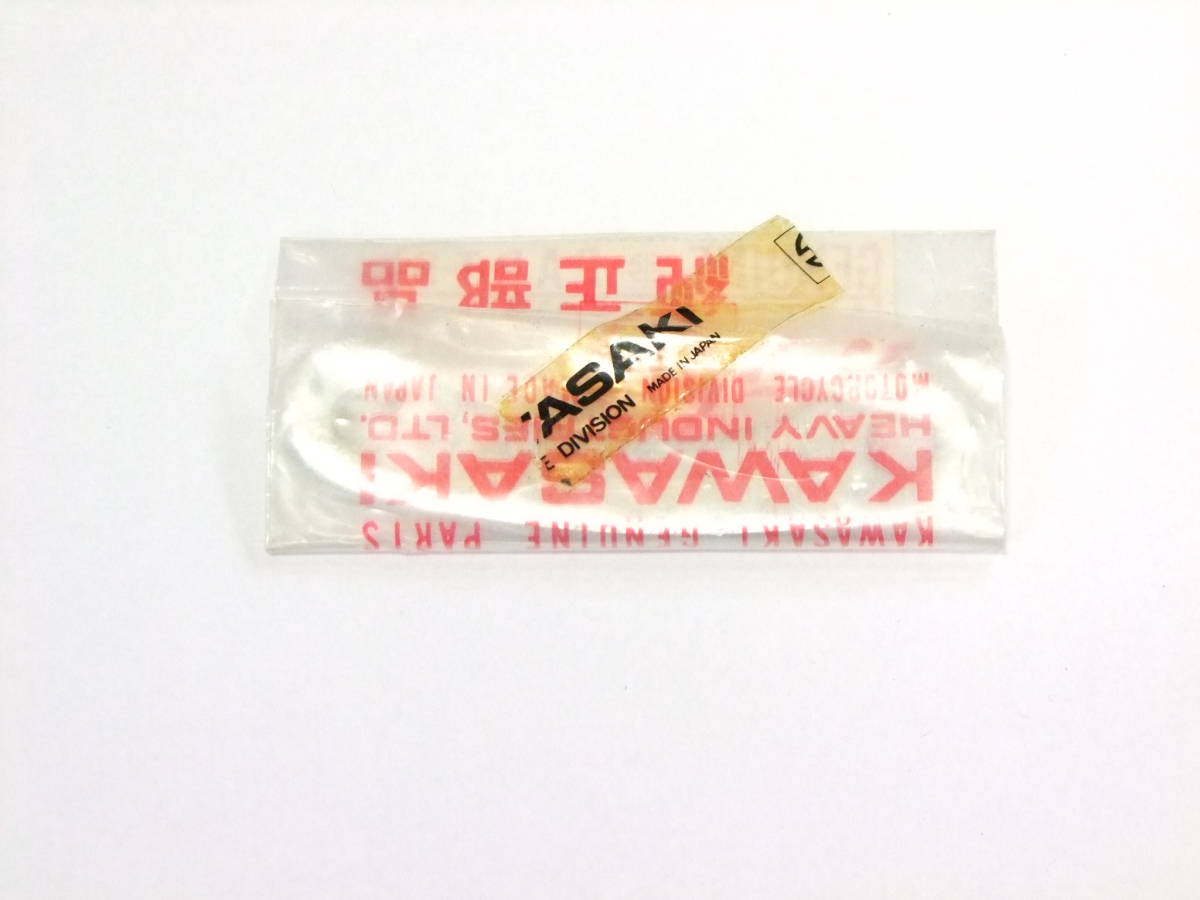 KAWASAKI GENUINE PARTS
KAWASAKI
HEAVY INDUSTRIES, LTD.
MOTORCYCLE DIVISION MADE IN JAPAN
純正部品
ASAKI
E DIVISION MADE IN JAPAN